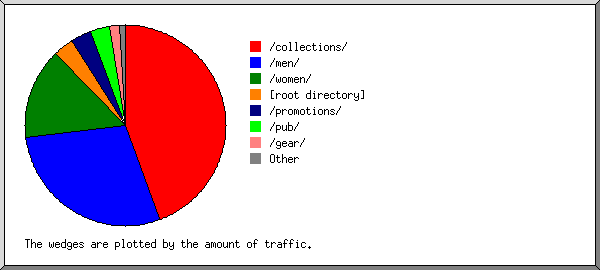 /collections/
/men/
/women/
[root directory]
/promotions/
/pub/
/gear/
Other
The wedges are plotted by the amount of traffic.